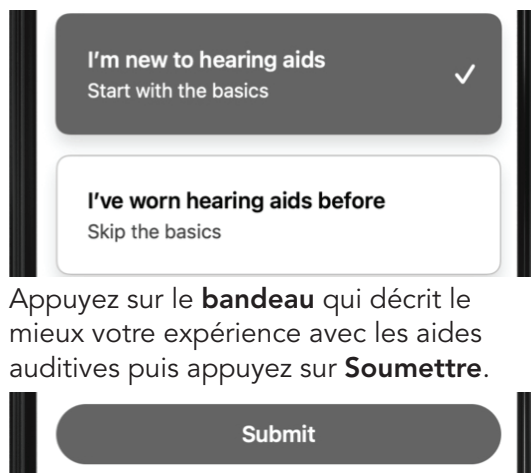 I'm new to hearing aids
Start with the basics
I've worn hearing aids before
Skip the basics
Appuyez sur le bandeau qui décrit le
mieux votre expérience avec les aides
auditives puis appuyez sur Soumettre.
Submit